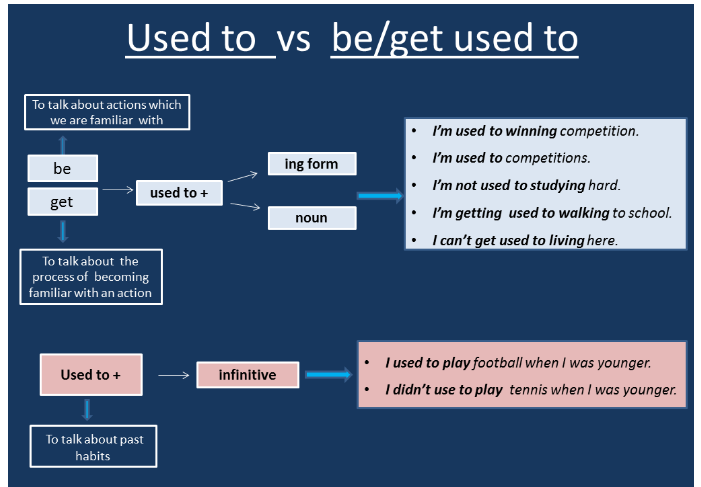 Used to vs be/get used to
To talk about actions which
we are familiar with
be
get
used to +
ing form
noun
• I’m used to winning competition.
• I’m used to competitions.
• I’m not used to studying hard.
• I’m getting used to walking to school.
• I can’t get used to living here.
To talk about the
process of becoming
familiar with an action
Used to +
infinitive
• I used to play football when I was younger.
• I didn’t use to play tennis when I was younger.
To talk about past
habits